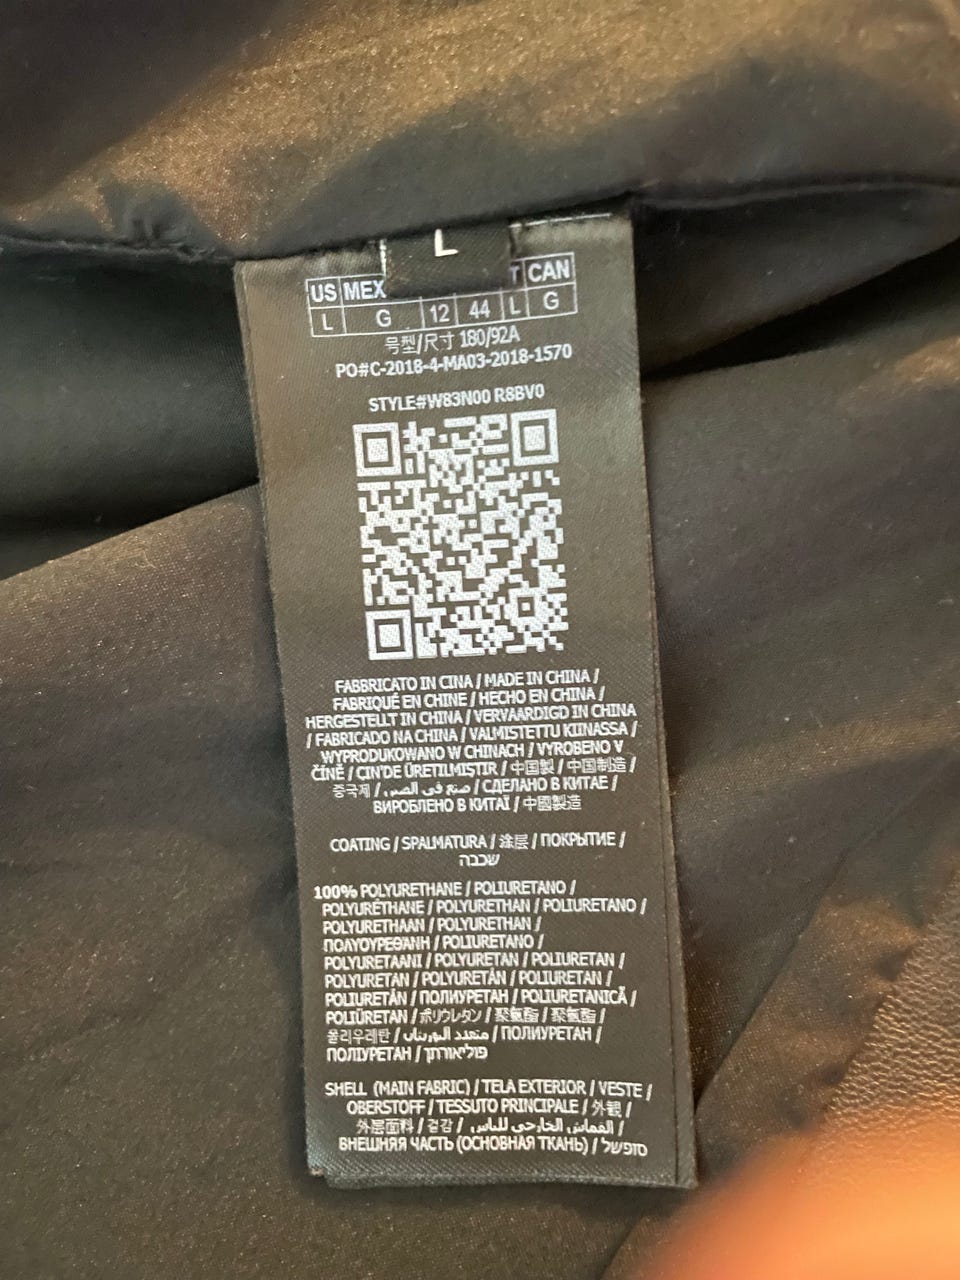 L
US MEX T CAN
L G 12 44 L G
号型/尺寸 180/92A
PO#C-2018-4-MA03-2018-1570
STYLE#W83N00 R8BV0
FABBRICATO IN CINA / MADE IN CHINA /
FABRIQUÉ EN CHINE / HECHO EN CHINA /
HERGESTELLT IN CHINA / VERVAARDIGD IN CHINA
/ FABRICADO NA CHINA / VALMISTETTU KIINASSA /
WYPRODUKOWANO W CHINACH / VYROBENO V
ČÍNĚ / ÇIN'DE ÜRETILMIŞTIR / 中国製 / 中国制造 /
중국제 / صنع في الصين / СДЕЛАНО В КИТАЕ /
ВИРОБЛЕНО В КИТАЇ / 中國製造
COATING / SPALMATURA / 涂层 / ПОКРЫТИЕ /
שכבה
100% POLYURETHANE / POLIURETANO /
POLYURÉTHANE / POLYURETHAN / POLIURETANO /
POLYURETHAAN / POLYURETHAN /
ΠΟΛΥΟΥΡΕΘΑΝΗ / POLIURETANO /
POLYURETAANI / POLYURETAN / POLIURETAN /
POLYURETAN / POLYURETÁN / POLIURETAN /
POLIURETÁN / ПОЛИУРЕТАН / POLIURETANICĂ /
POLIÜRETAN / ポリウレタン / 聚氨酯 / 聚氨酯 /
폴리우레탄 / متعدد اليوريتان / ПОЛИУРЕТАН /
ПОЛІУРЕТАН / פוליאורתן
SHELL (MAIN FABRIC) / TELA EXTERIOR / VESTE /
OBERSTOFF / TESSUTO PRINCIPALE / 外観 /
外层面料 / 겉감 / القماش الخارجي للباس /
ВНЕШНЯЯ ЧАСТЬ (ОСНОВНАЯ ТКАНЬ) / סופשל